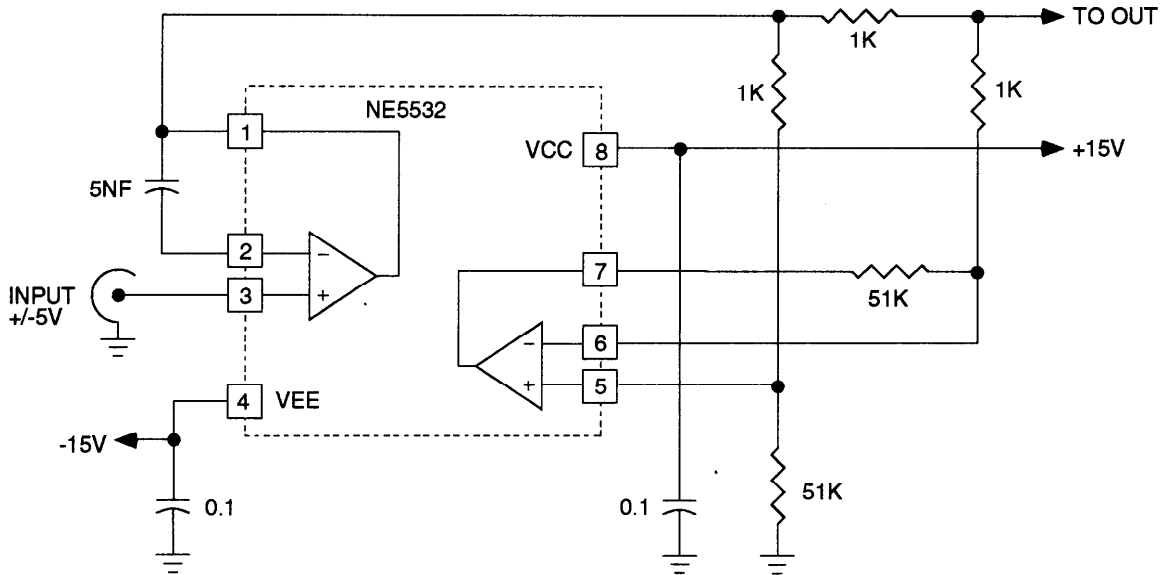 TO OUT
1K
1K
1K
NE5532
1
VCC
8
+15V
5NF
2
7
INPUT
+/-5V
3
51K
6
5
4
VEE
-15V
0.1
0.1
51K
−
+
−
+